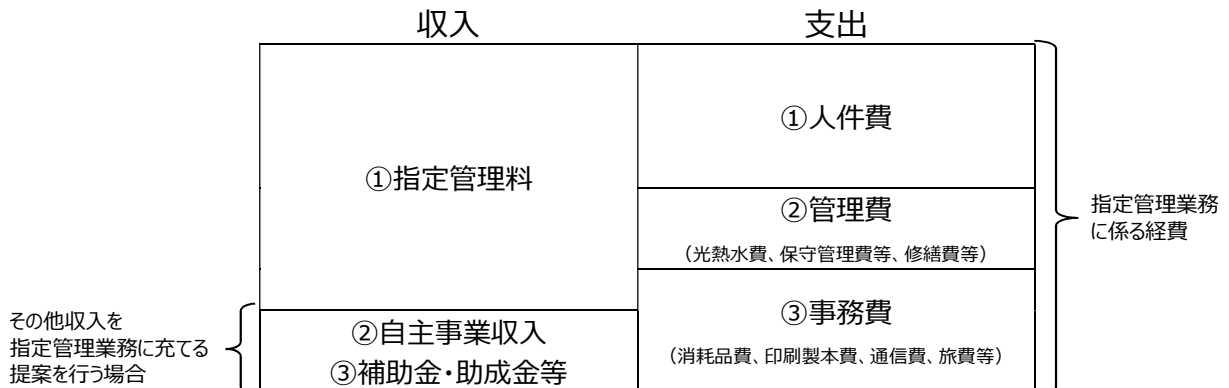 収入
支出
①指定管理料
①人件費
②管理費
（光熱水費、保守管理費等、修繕費等）
指定管理業務
に係る経費
③事務費
（消耗品費、印刷製本費、通信費、旅費等）
その他収入を
指定管理業務に充てる
提案を行う場合
②自主事業収入
③補助金・助成金等